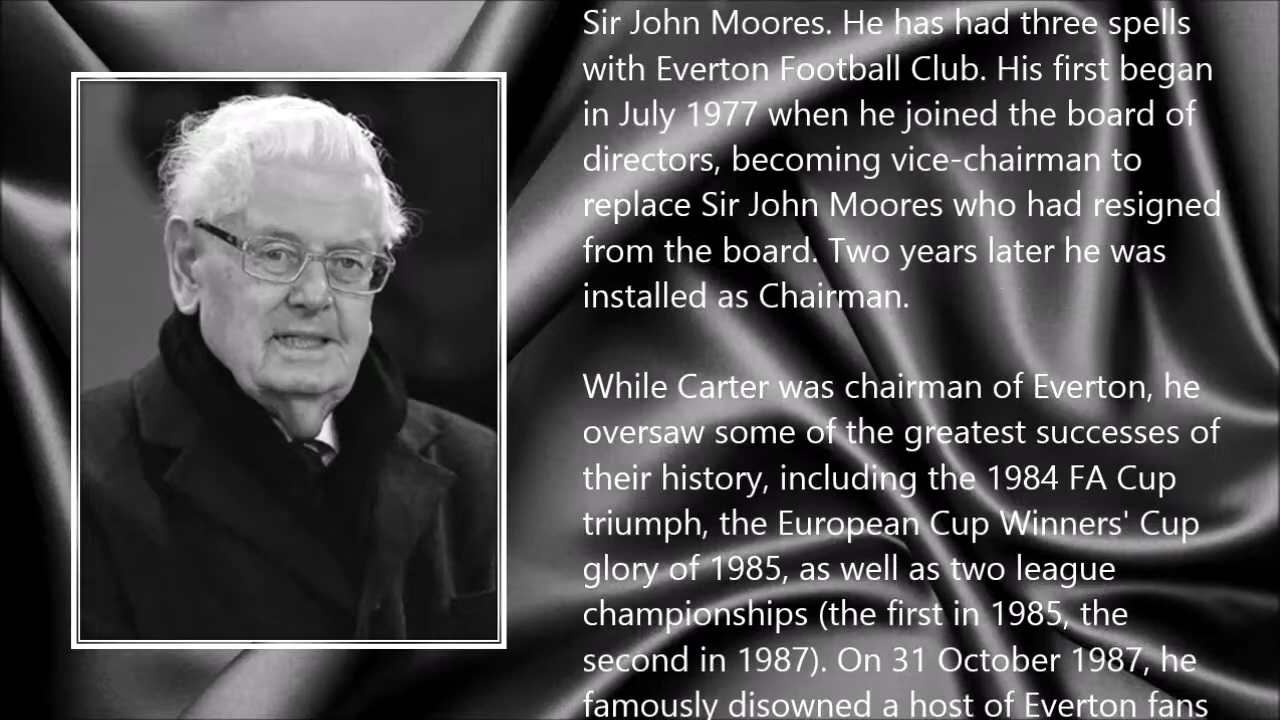 Sir John Moores. He has had three spells
with Everton Football Club. His first began
in July 1977 when he joined the board of
directors, becoming vice-chairman to
replace Sir John Moores who had resigned
from the board. Two years later he was
installed as Chairman.
While Carter was chairman of Everton, he
oversaw some of the greatest successes of
their history, including the 1984 FA Cup
triumph, the European Cup Winners' Cup
glory of 1985, as well as two league
championships (the first in 1985, the
second in 1987). On 31 October 1987, he
famously disowned a host of Everton fans